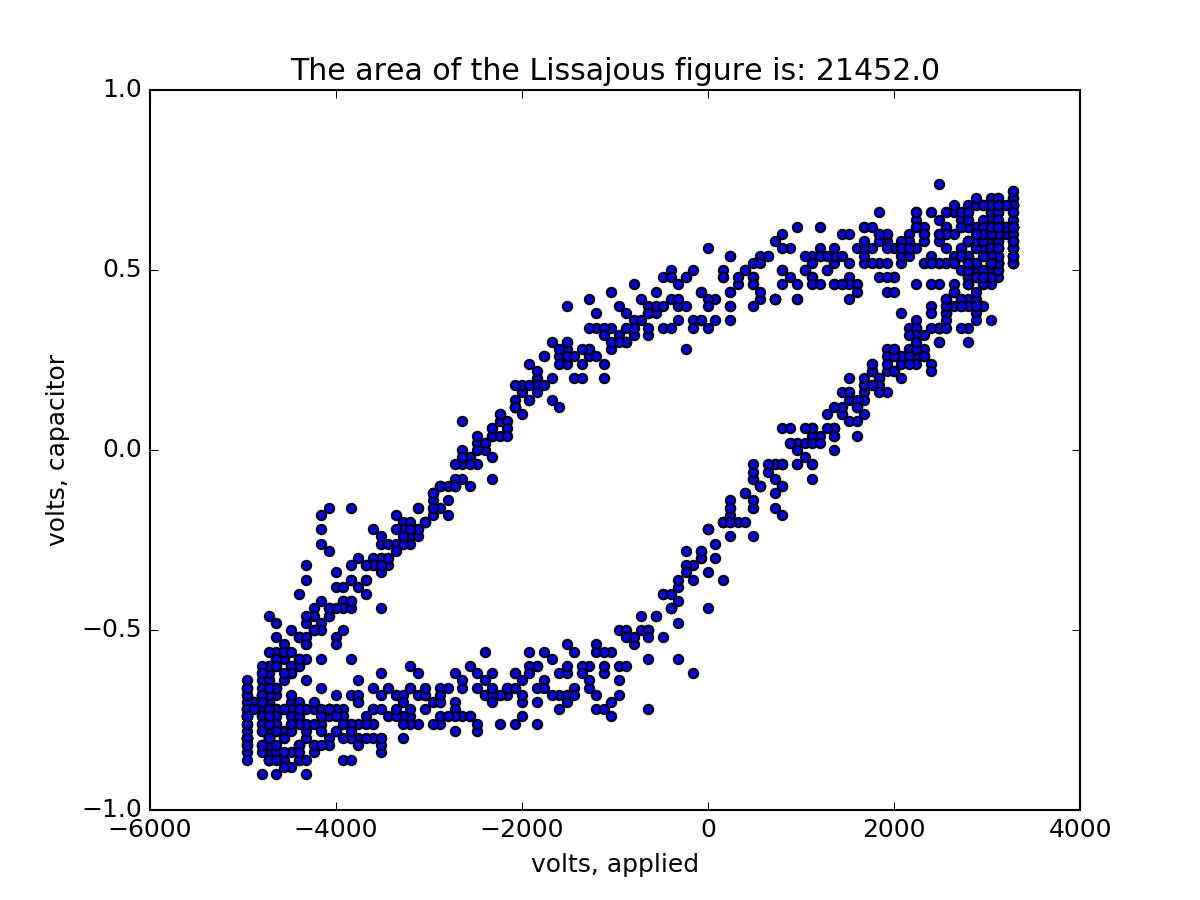 The area of the Lissajous figure is: 21452.0
1.0
0.5
0.0
−0.5
−1.0
volts, capacitor
−6000 −4000 −2000 0 2000 4000
volts, applied